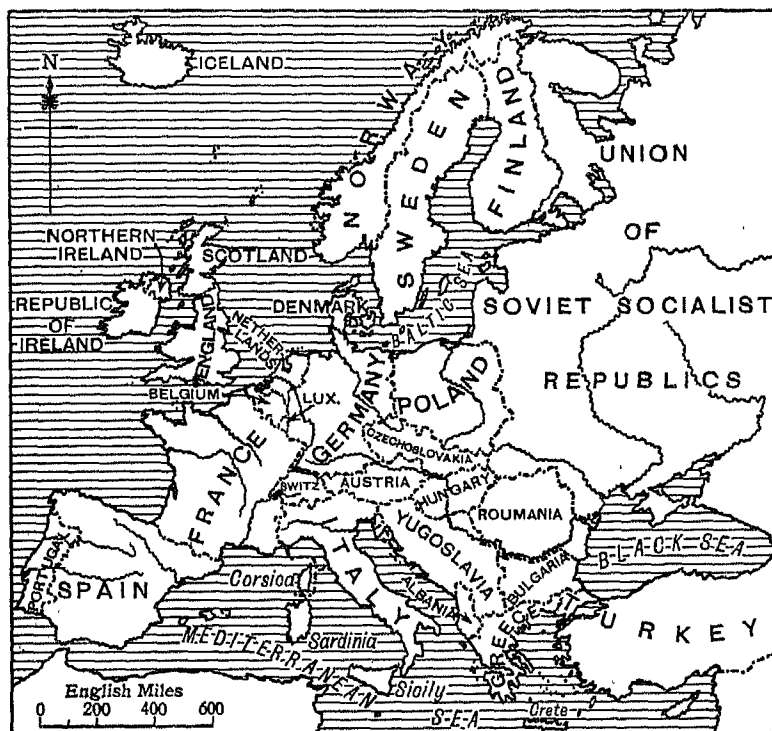 ICELAND
N
NORWAY
SWEDEN
FINLAND
UNION
OF
SOVIET SOCIALIST
REPUBLICS
NORTHERN
IRELAND
SCOTLAND
REPUBLIC
OF
IRELAND
ENGLAND
DENMARK
BALTIC SEA
NETHER-
LANDS
BELGIUM
LUX.
GERMANY
POLAND
CZECHOSLOVAKIA
FRANCE
SWITZ
AUSTRIA
HUNGARY
ROUMANIA
ITALY
YUGOSLAVIA
BLACK SEA
PORTUGAL
SPAIN
Corsica
ALBANIA
BULGARIA
GREECE
TURKEY
Sardinia
MEDITERRANEAN
SEA
Sicily
Crete
English Miles
0 200 400 600